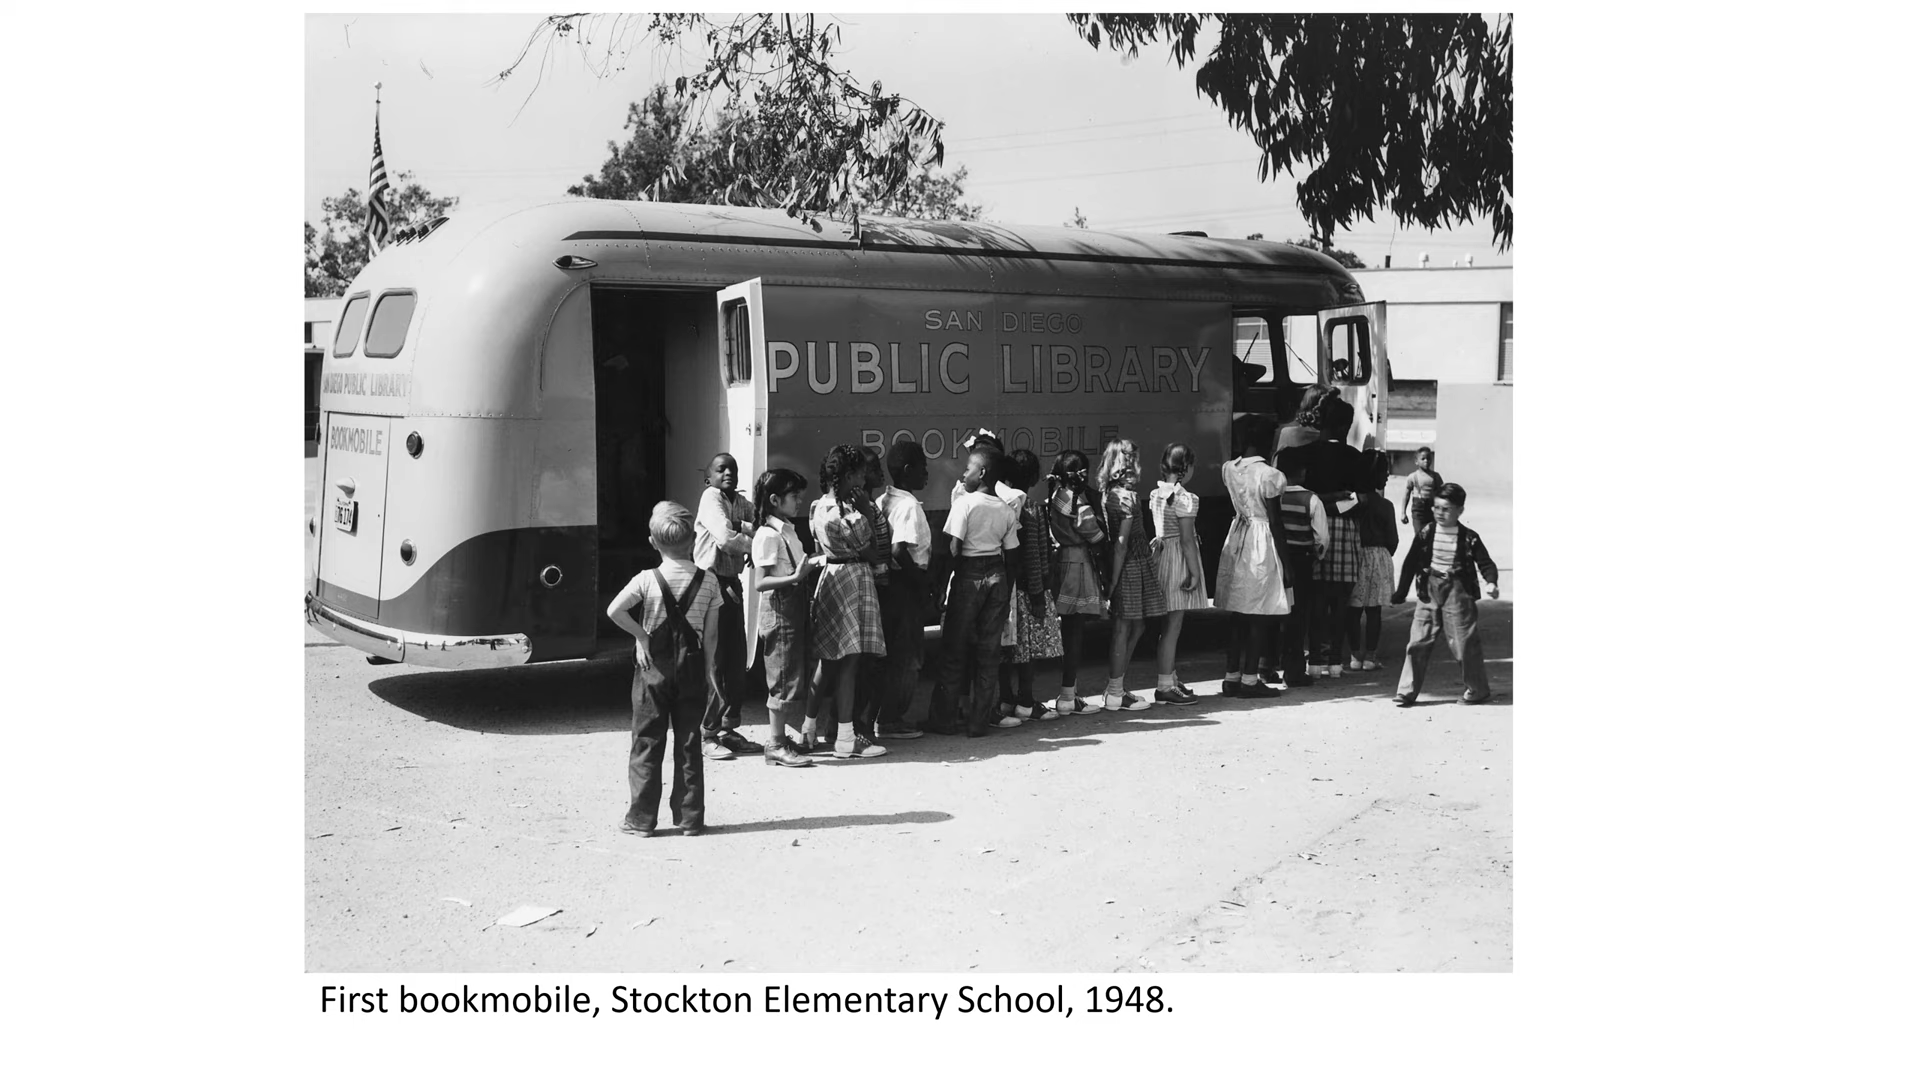 SAN DIEGO
PUBLIC LIBRARY
BOOKMOBILE
SAN DIEGO PUBLIC LIBRARY
BOOKMOBILE
First bookmobile, Stockton Elementary School, 1948.